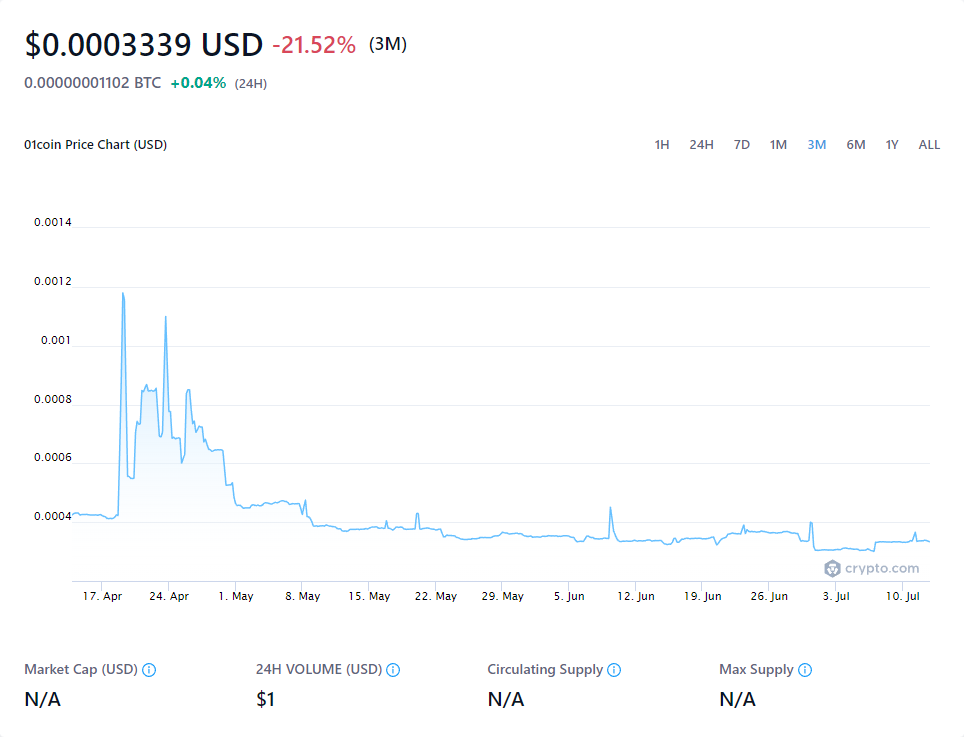 $0.0003339 USD -21.52% (3M)
0.00000001102 BTC +0.04% (24H)
01coin Price Chart (USD) 1H 24H 7D 1M 3M 6M 1Y ALL
0.0014
0.0012
0.001
0.0008
0.0006
0.0004
crypto.com
17. Apr 24. Apr 1. May 8. May 15. May 22. May 29. May 5. Jun 12. Jun 19. Jun 26. Jun 3. Jul 10. Jul
Market Cap (USD) 24H VOLUME (USD) Circulating Supply Max Supply
N/A $1 N/A N/A